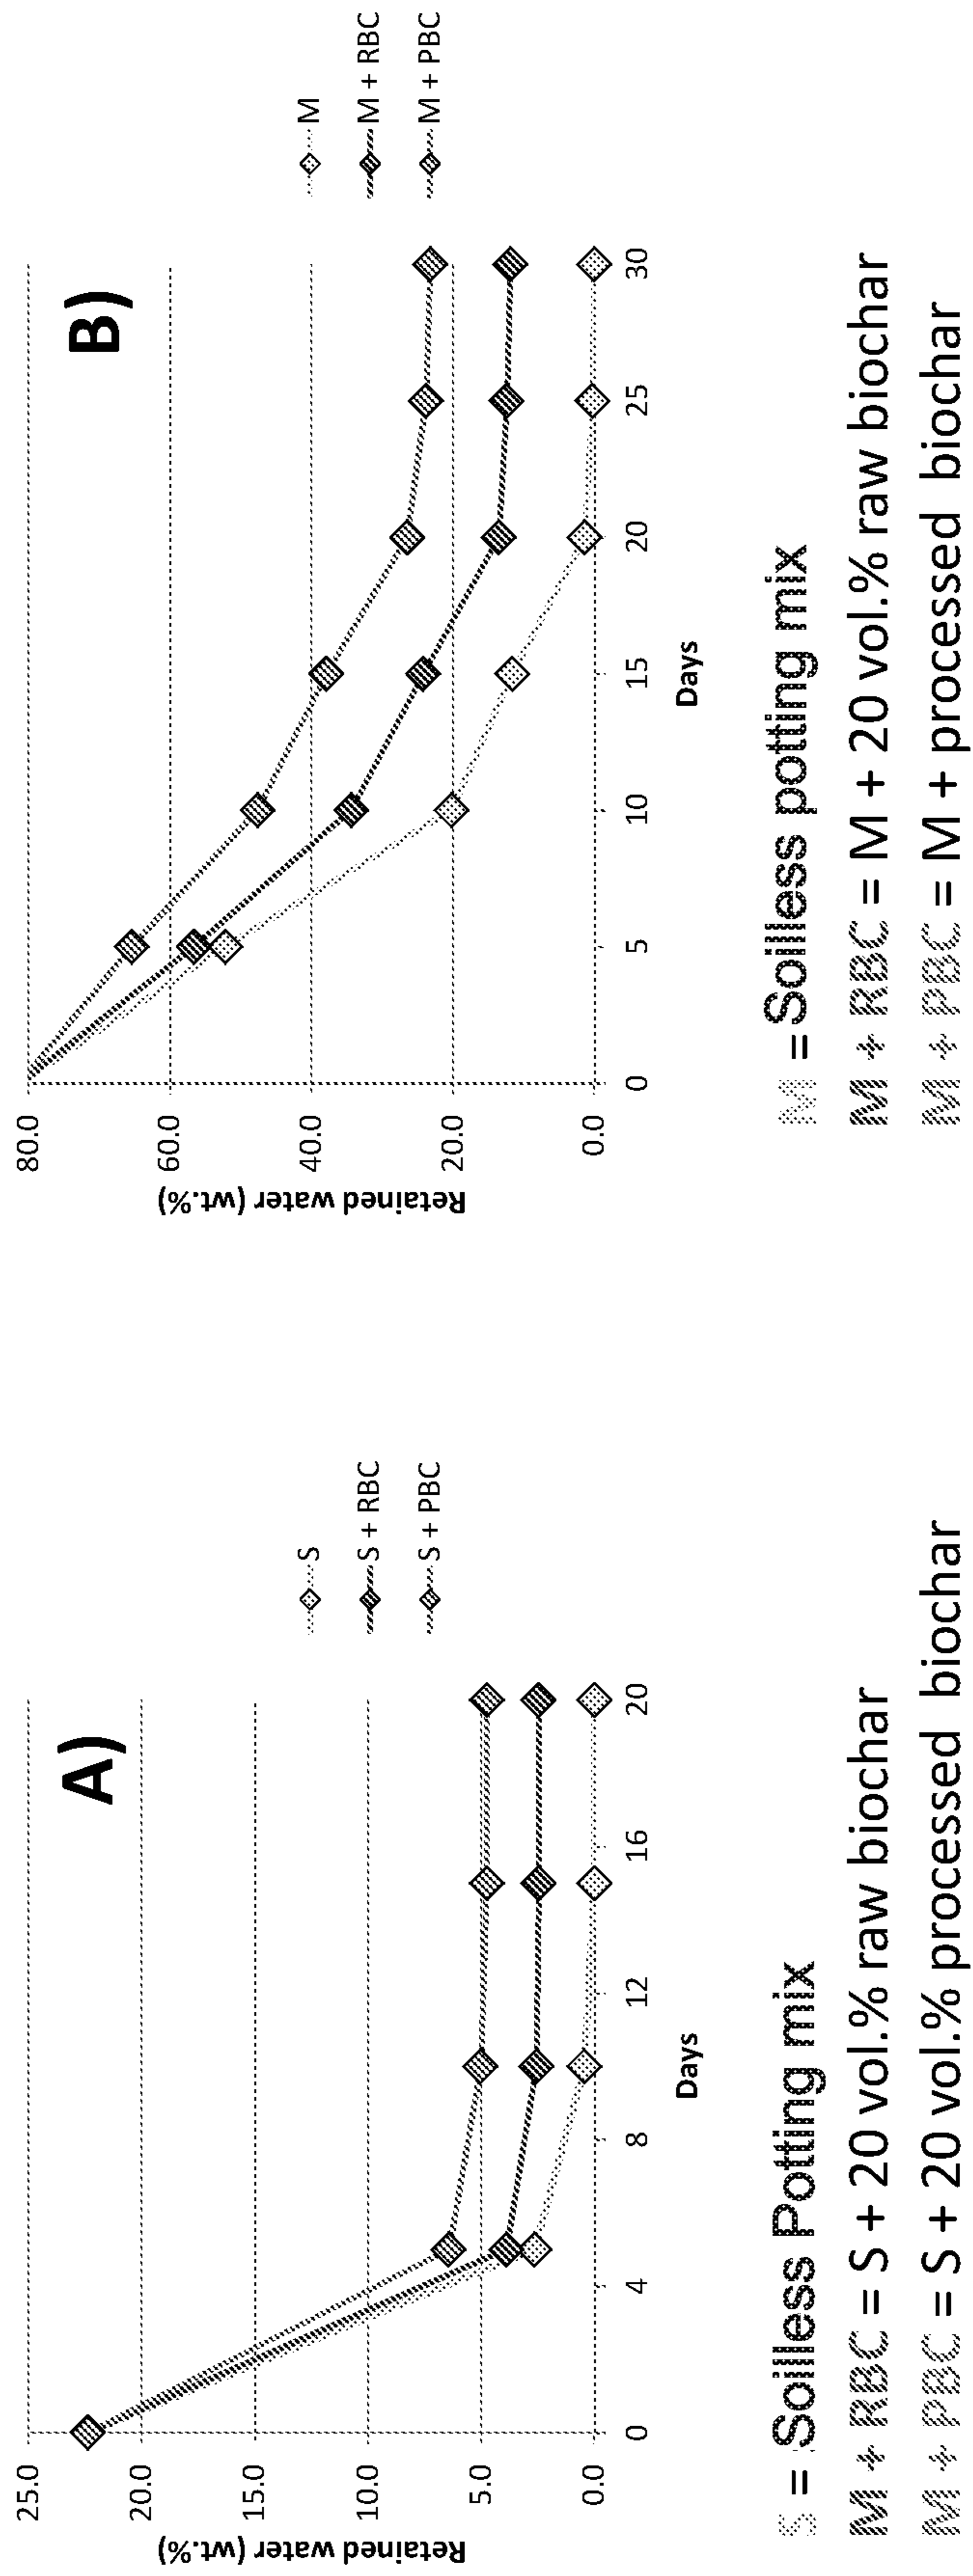 A)
Retained water (wt.%)
25.0
20.0
15.0
10.0
5.0
0.0
0 4 8 12 16 20
Days
S
S + RBC
S + PBC
S = Soilless Potting mix
M + RBC = S + 20 vol.% raw biochar
M + PBC = S + 20 vol.% processed biochar
B)
Retained water (wt.%)
80.0
60.0
40.0
20.0
0.0
0 5 10 15 20 25 30
Days
M
M + RBC
M + PBC
M = Soilless potting mix
M + RBC = M + 20 vol.% raw biochar
M + PBC = M + processed biochar